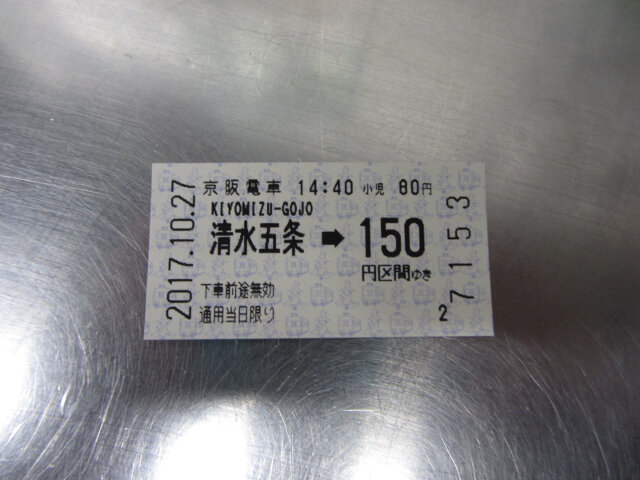 2017.10.27
京阪電車 14:40 小児 80円
KIYOMIZU-GOJO
清水五条 ➡ 150
円区間ゆき
下車前途無効
通用当日限り
2 7153